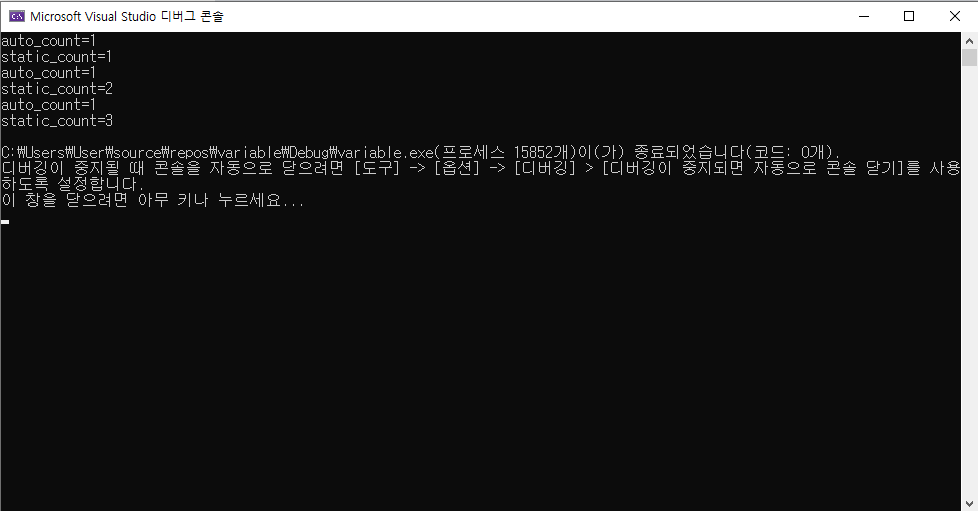 Microsoft Visual Studio 디버그 콘솔
auto_count=1
static_count=1
auto_count=1
static_count=2
auto_count=1
static_count=3
C:₩Users₩User₩source₩repos₩variable₩Debug₩variable.exe(프로세스 15852개)이(가) 종료되었습니다(코드: 0개).
디버깅이 중지될 때 콘솔을 자동으로 닫으려면 [도구] -> [옵션] -> [디버깅] > [디버깅이 중지되면 자동으로 콘솔 닫기]를 사용
하도록 설정합니다.
이 창을 닫으려면 아무 키나 누르세요...